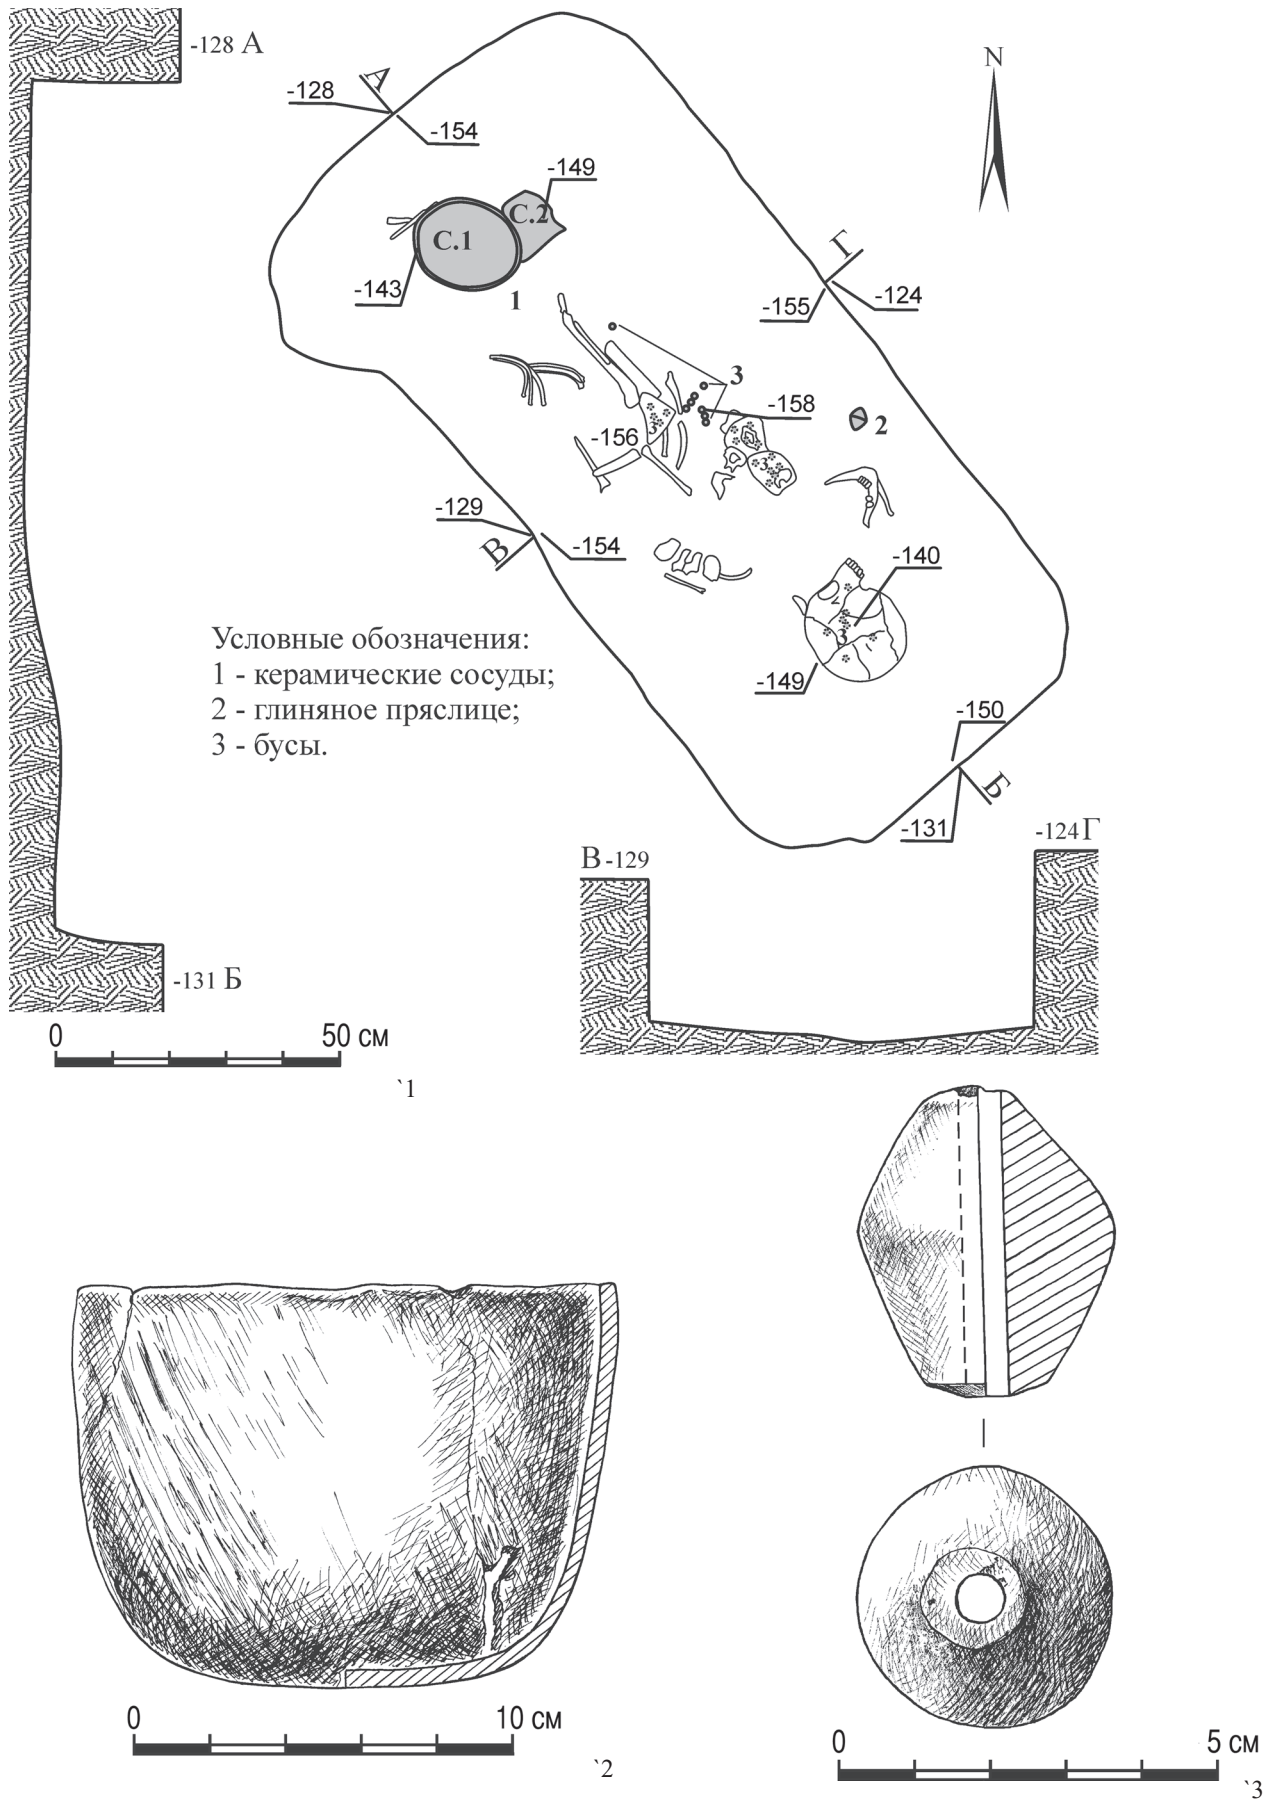 -128 А
N
А
-128
-154
-149
С.2
С.1
-143
1
Г
-155
-124
3
-158
2
3
-156
3
-129
-154
В
-140
3
-149
Условные обозначения:
1 - керамические сосуды;
2 - глиняное пряслице;
3 - бусы.
-150
Б
-131
-124 Г
В -129
-131 Б
0 50 см
`1
0 10 см
`2
0 5 см
`3